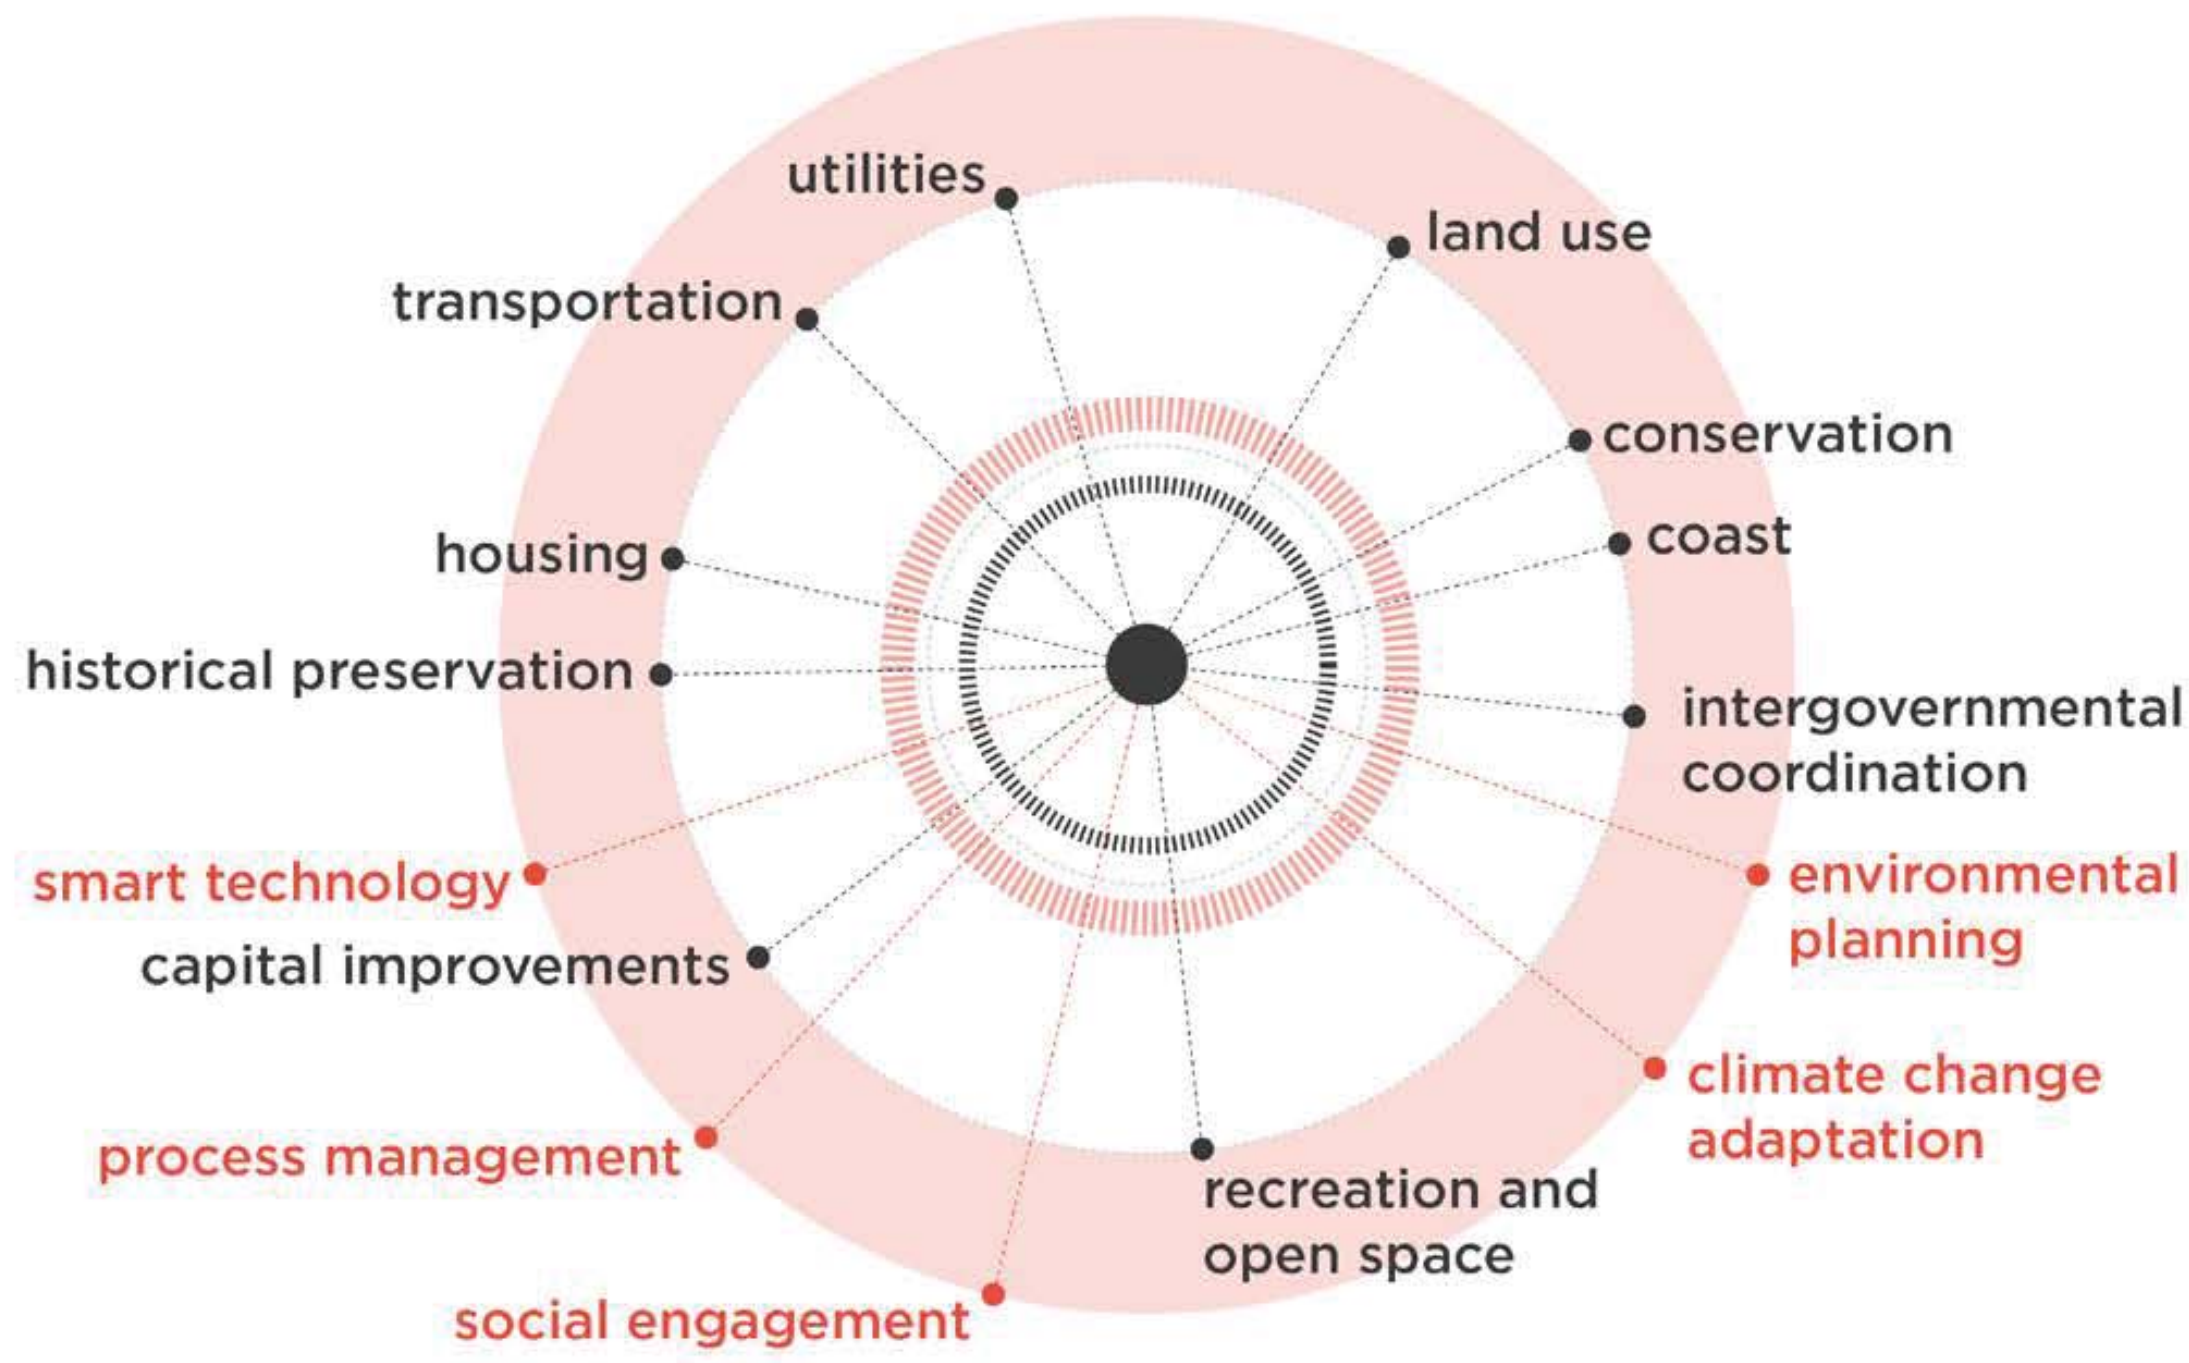 utilities
land use
transportation
conservation
coast
housing
historical preservation
intergovernmental
coordination
smart technology
environmental
planning
capital improvements
climate change
adaptation
process management
recreation and
open space
social engagement